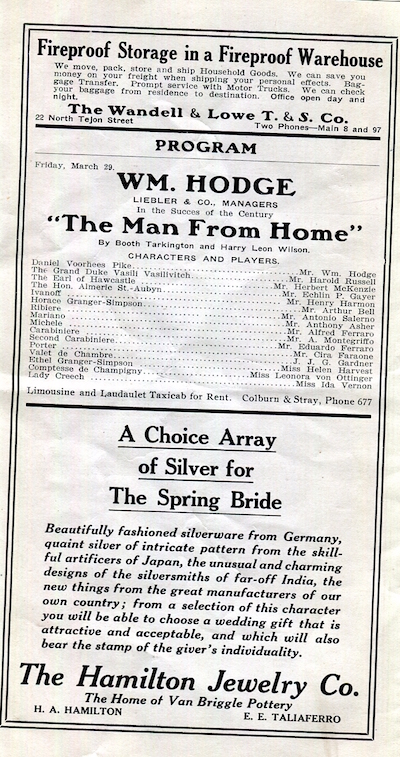 Fireproof Storage in a Fireproof Warehouse
We move, pack, store and ship Household Goods. We can save you
money on your freight when shipping your personal effects. Bag-
gage Transfer. Prompt service with Motor Trucks. We can check
your baggage from residence to destination. Office open day and
night.
The Wandell & Lowe T. & S. Co.
22 North Tejon Street Two Phones—Main 8 and 97
PROGRAM
Friday, March 29.
WM. HODGE
LIEBLER & CO., MANAGERS
In the Succes of the Century
"The Man From Home"
By Booth Tarkington and Harry Leon Wilson.
CHARACTERS AND PLAYERS.
Daniel Voorhees Pike Mr. Wm. Hodge
The Grand Duke Vasili Vasilivitch Mr. Harold Russell
The Earl of Hawcastle Mr. Herbert McKenzie
The Hon. Almerie St.-Aubyn Mr. Echlin P. Gayer
Ivanoff Mr. Henry Harmon
Horace Granger-Simpson Mr. Arthur Bell
Ribiere Mr. Antonio Salerno
Mariano Mr. Anthony Asher
Michele Mr. Alfred Ferraro
Carabiniere Mr. A. Montegriffo
Second Carabiniere Mr. Eduardo Ferraro
Porter Mr. Cira Faraone
Valet de Chambre J. J. G. Gardner
Ethel Granger-Simpson Miss Helen Harvest
Comptesse de Champigny Miss Leonora von Ottinger
Lady Creech Miss Ida Vernon
Limousine and Laudaulet Taxicab for Rent. Colburn & Stray, Phone 677
A Choice Array
of Silver for
The Spring Bride
Beautifully fashioned silverware from Germany,
quaint silver of intricate pattern from the skill-
ful artificers of Japan, the unusual and charming
designs of the silversmiths of far-off India, the
new things from the great manufacturers of our
own country; from a selection of this character
you will be able to choose a wedding gift that is
attractive and acceptable, and which will also
bear the stamp of the giver's individuality.
The Hamilton Jewelry Co.
The Home of Van Briggle Pottery
H. A. HAMILTON E. E. TALIAFERRO